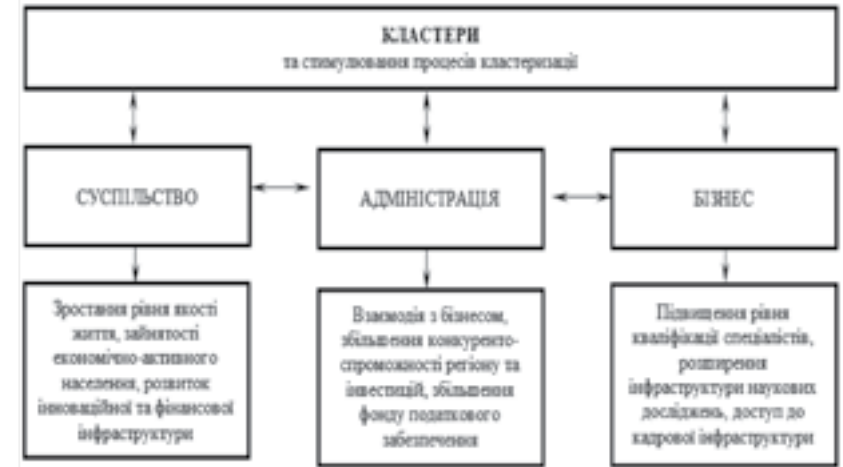 КЛАСТЕРИ
та стимулювання процесів кластеризації
СУСПІЛЬСТВО
АДМІНІСТРАЦІЯ
БІЗНЕС
Зростання рівня якості
життя, зайнятості
економічно-активного
населення, розвиток
інноваційної та фінансової
інфраструктури
Взаємодія з бізнесом,
збільшення конкуренто-
спроможності регіону та
інвестицій, збільшення
фонду податкового
забезпечення
Підвищення рівня
кваліфікації спеціалістів,
розширення
інфраструктури наукових
досліджень, доступ до
кадрової інфраструктури